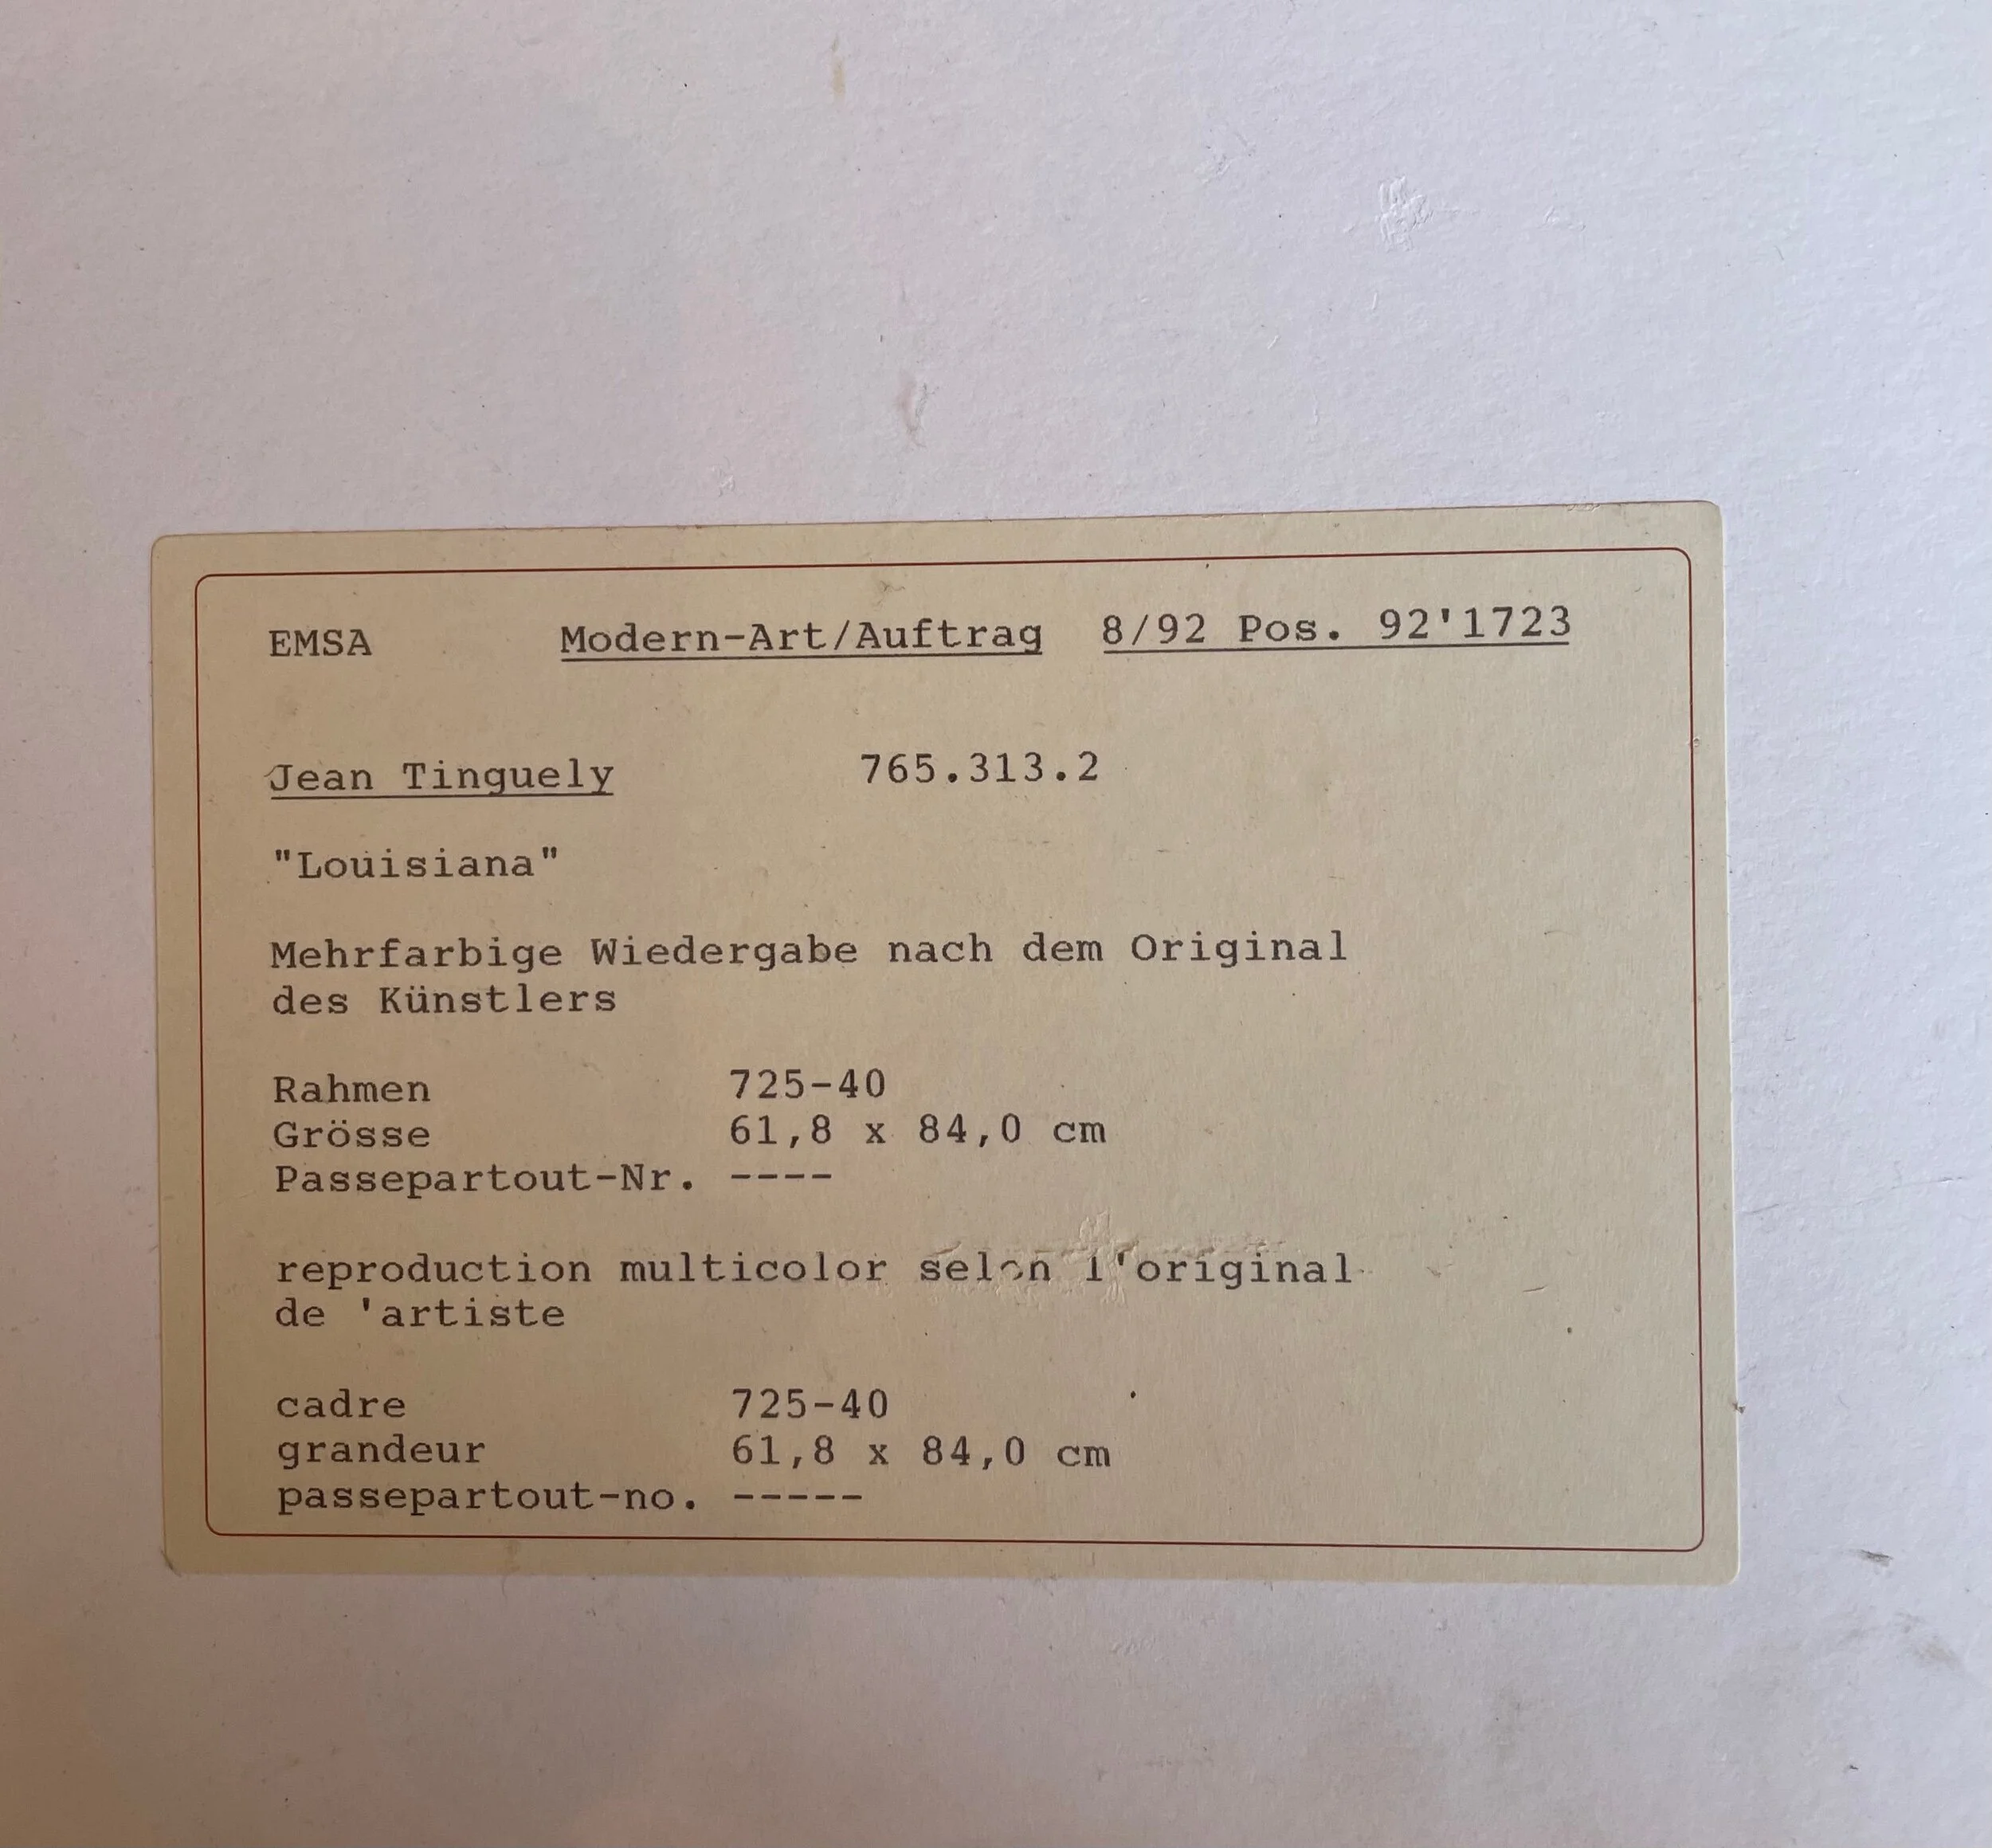 EMSA Modern-Art/Auftrag 8/92 Pos. 92'1723
Jean Tinguely 765.313.2
"Louisiana"
Mehrfarbige Wiedergabe nach dem Original
des Künstlers
Rahmen 725-40
Grösse 61,8 x 84,0 cm
Passepartout-Nr. ----
reproduction multicolor selon l'original
de 'artiste
cadre 725-40
grandeur 61,8 x 84,0 cm
passepartout-no. -----